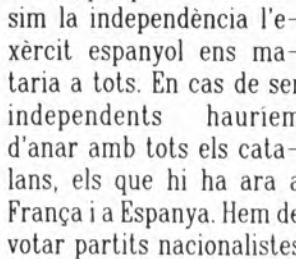 sim la independència l'e-
xèrcit espanyol ens ma-
taria a tots. En cas de ser
independents hauríem
d'anar amb tots els cata-
lans, els que hi ha ara a
França i a Espanya. Hem de
votar partits nacionalistes